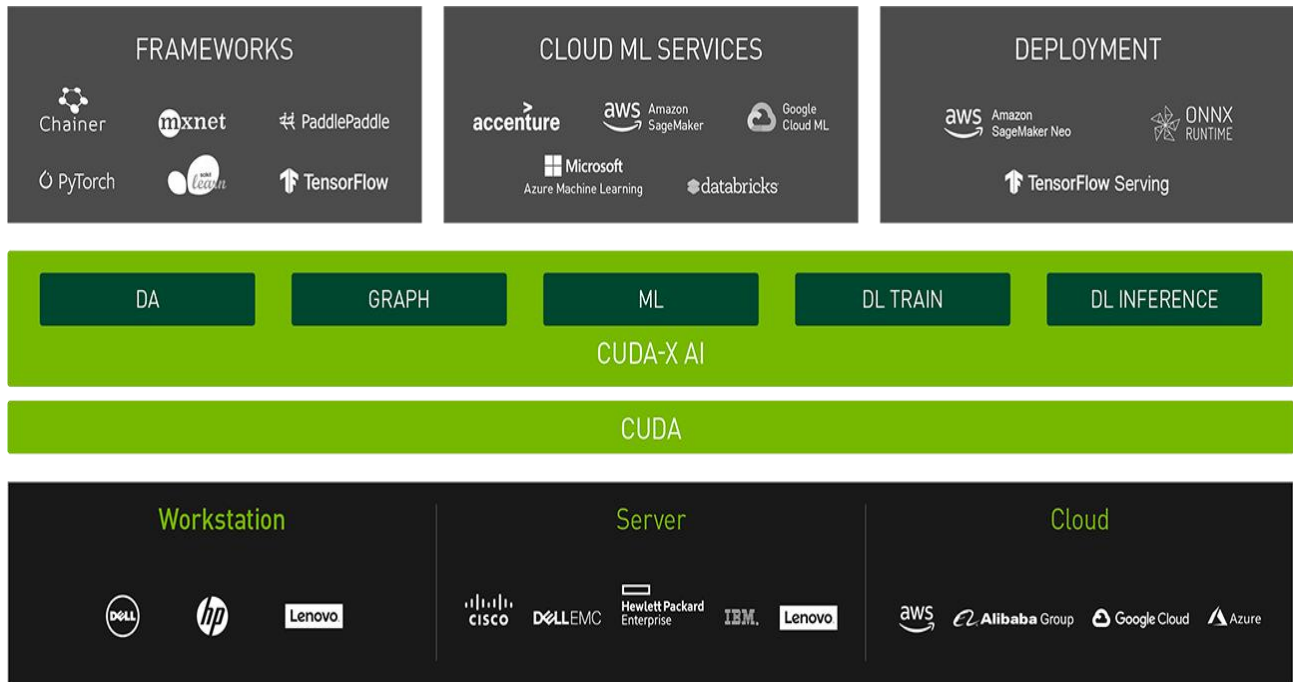 FRAMEWORKS
Chainer
mxnet
PaddlePaddle
PyTorch
scikit
learn
TensorFlow
CLOUD ML SERVICES
accenture
aws Amazon
SageMaker
Google
Cloud ML
Microsoft
Azure Machine Learning
databricks
DEPLOYMENT
aws Amazon
SageMaker Neo
ONNX
RUNTIME
TensorFlow Serving
DA
GRAPH
ML
DL TRAIN
DL INFERENCE
CUDA-X AI
CUDA
Workstation
DELL
hp
Lenovo
Server
CISCO
DELLEMC
Hewlett Packard
Enterprise
IBM.
Lenovo
Cloud
aws
Alibaba Group
Google Cloud
Azure